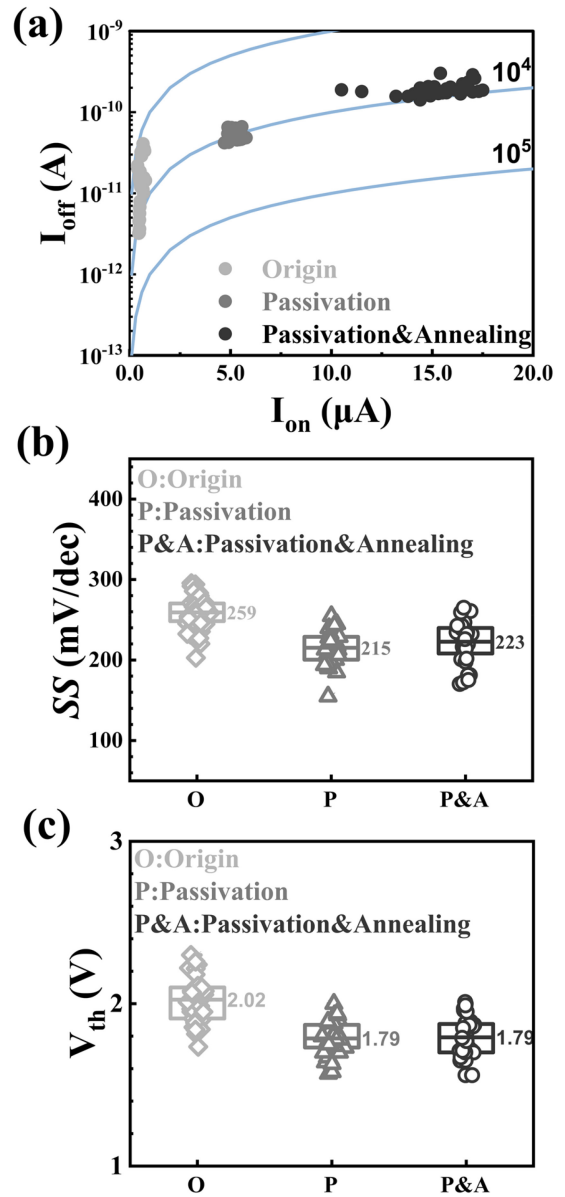 (a)
10⁻⁹
10⁻¹⁰
10⁻¹¹
10⁻¹²
10⁻¹³
I_off (A)
10⁴
10⁵
Origin
Passivation
Passivation&Annealing
0.0 5.0 10.0 15.0 20.0
I_on (μA)
(b)
O:Origin
P:Passivation
P&A:Passivation&Annealing
400
300
200
100
SS (mV/dec)
259
215
223
O P P&A
(c)
O:Origin
P:Passivation
P&A:Passivation&Annealing
3
2
1
V_th (V)
2.02
1.79
1.79
O P P&A